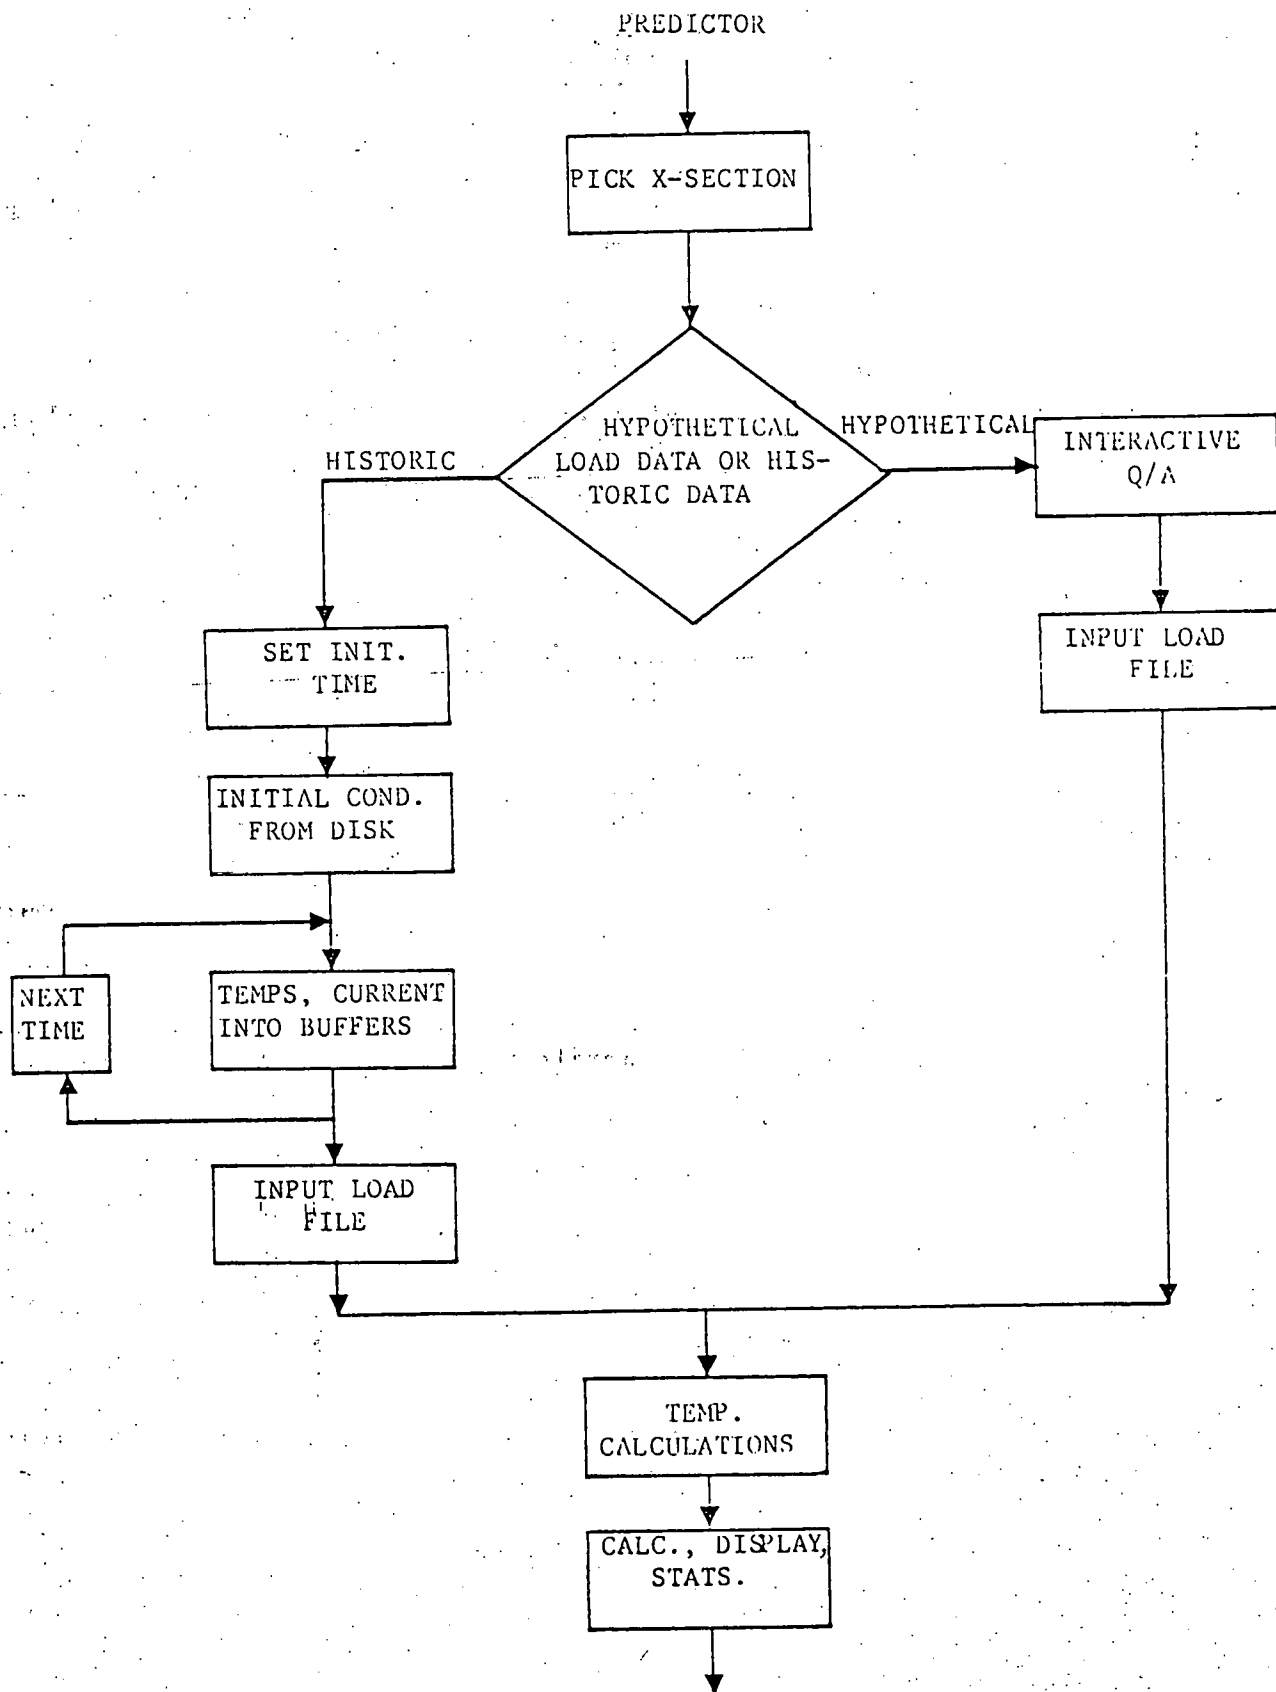 PREDICTOR
PICK X-SECTION
HYPOTHETICAL
LOAD DATA OR HIS-
TORIC DATA
HISTORIC
HYPOTHETICAL
INTERACTIVE
Q/A
INPUT LOAD
FILE
SET INIT.
TIME
INITIAL COND.
FROM DISK
NEXT
TIME
TEMPS, CURRENT
INTO BUFFERS
INPUT LOAD
FILE
TEMP.
CALCULATIONS
CALC., DISPLAY,
STATS.